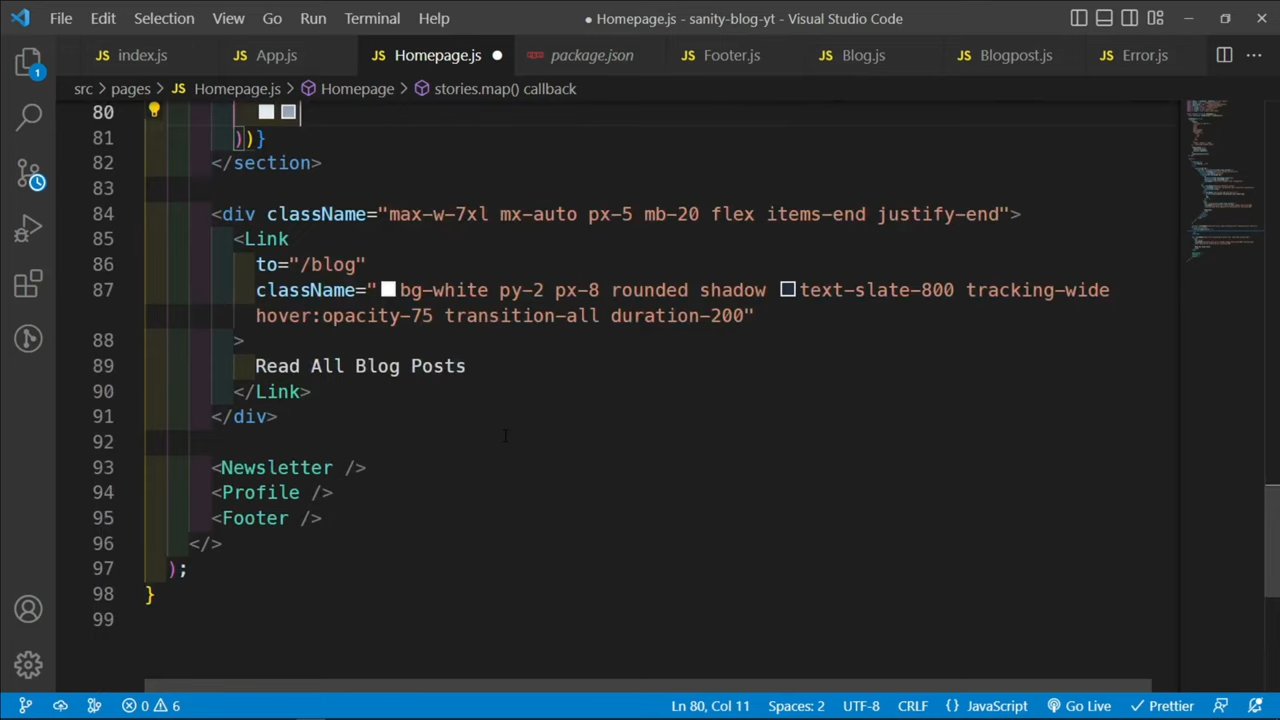 File Edit Selection View Go Run Terminal Help ● Homepage.js - sanity-blog-yt - Visual Studio Code
JS index.js JS App.js JS Homepage.js ● package.json JS Footer.js JS Blog.js JS Blogpost.js JS Error.js
src > pages > JS Homepage.js > Homepage > stories.map() callback
80
81 ))}
82 </section>
83
84 <div className="max-w-7xl mx-auto px-5 mb-20 flex items-end justify-end">
85 <Link
86 to="/blog"
87 className="bg-white py-2 px-8 rounded shadow text-slate-800 tracking-wide
hover:opacity-75 transition-all duration-200"
88 >
89 Read All Blog Posts
90 </Link>
91 </div>
92
93 <Newsletter />
94 <Profile />
95 <Footer />
96 </>
97 );
98 }
99
1
0 6 Ln 80, Col 11 Spaces: 2 UTF-8 CRLF {} JavaScript Go Live Prettier